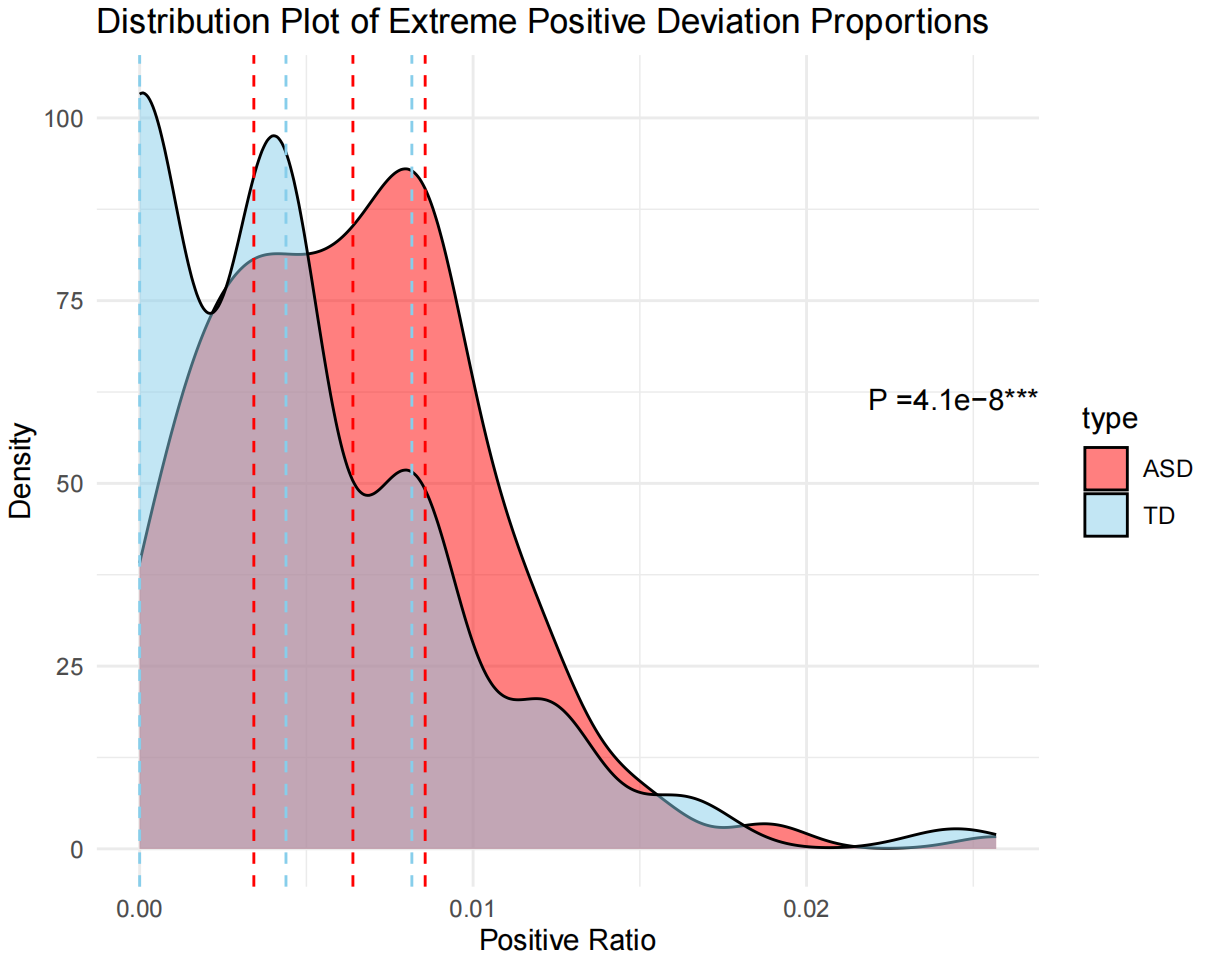 Distribution Plot of Extreme Positive Deviation Proportions
100
75
50
25
0
Density
0.00
0.01
0.02
Positive Ratio
P =4.1e−8***
type
ASD
TD